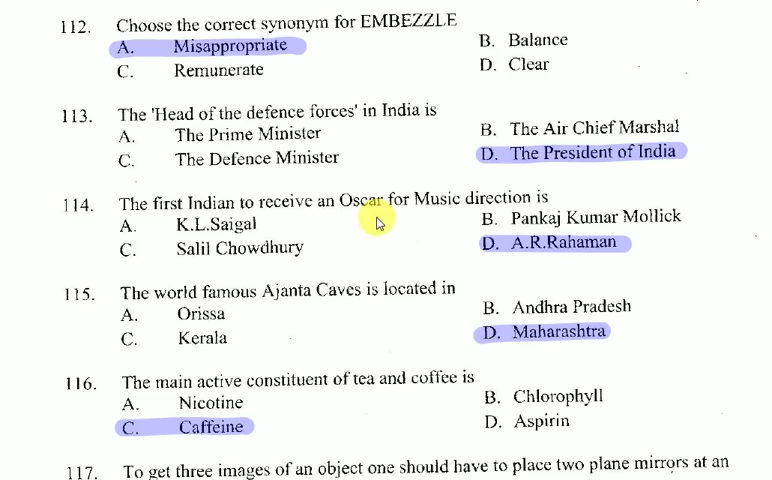 112. Choose the correct synonym for EMBEZZLE
A. Misappropriate B. Balance
C. Remunerate D. Clear
113. The 'Head of the defence forces' in India is
A. The Prime Minister B. The Air Chief Marshal
C. The Defence Minister D. The President of India
114. The first Indian to receive an Oscar for Music direction is
A. K.L.Saigal B. Pankaj Kumar Mollick
C. Salil Chowdhury D. A.R.Rahaman
115. The world famous Ajanta Caves is located in
A. Orissa B. Andhra Pradesh
C. Kerala D. Maharashtra
116. The main active constituent of tea and coffee is
A. Nicotine B. Chlorophyll
C. Caffeine D. Aspirin
117. To get three images of an object one should have to place two plane mirrors at an